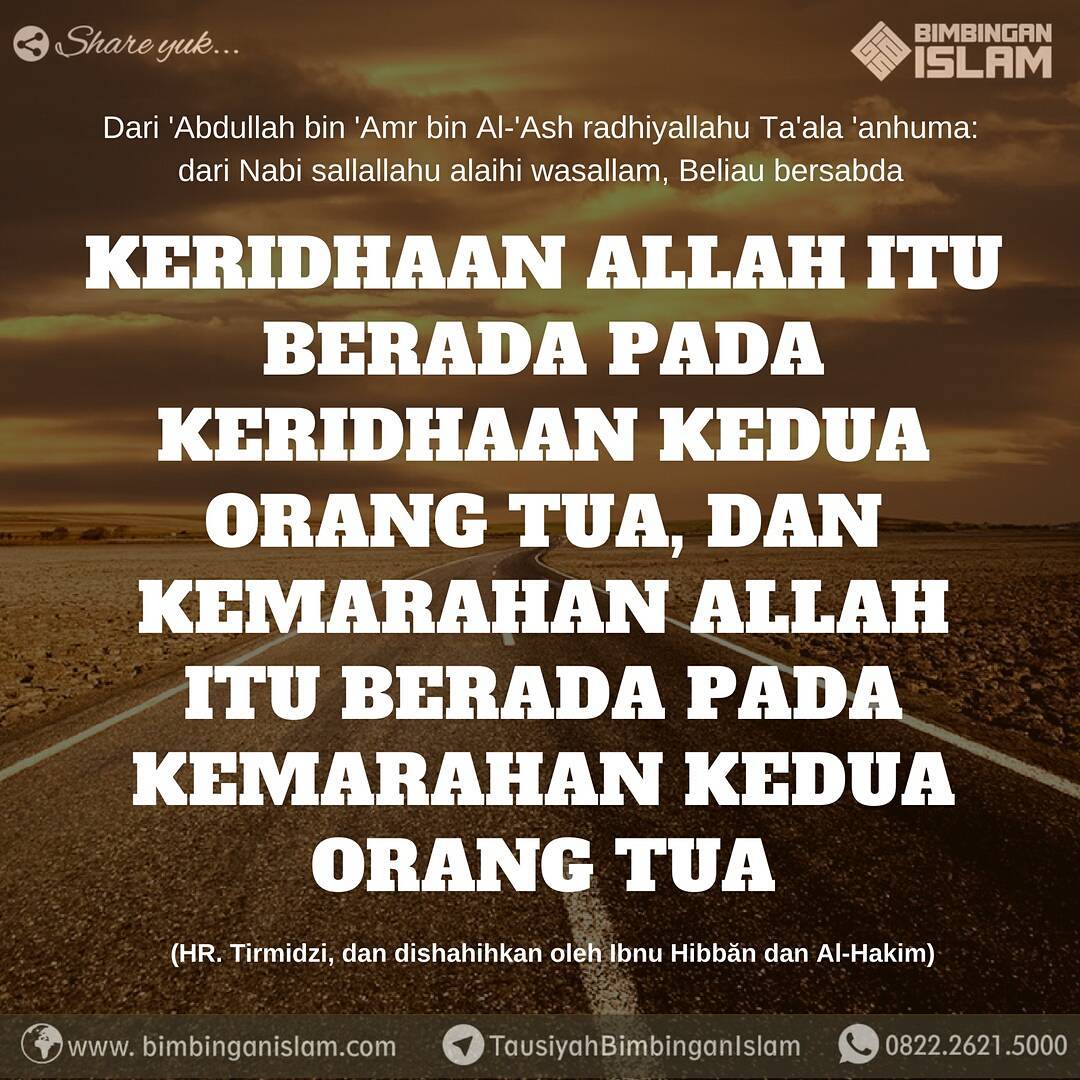 Share yuk...
BIMBINGAN
ISLAM
Dari 'Abdullah bin 'Amr bin Al-'Ash radhiyallahu Ta'ala 'anhuma:
dari Nabi sallallahu alaihi wasallam, Beliau bersabda
KERIDHAAN ALLAH ITU
BERADA PADA
KERIDHAAN KEDUA
ORANG TUA, DAN
KEMARAHAN ALLAH
ITU BERADA PADA
KEMARAHAN KEDUA
ORANG TUA
(HR. Tirmidzi, dan dishahihkan oleh Ibnu Hibbăn dan Al-Hakim)
www. bimbinganislam.com
TausiyahBimbinganIslam
0822.2621.5000